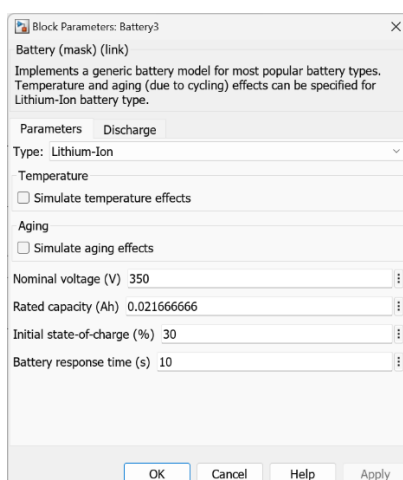 Block Parameters: Battery3
Battery (mask) (link)
Implements a generic battery model for most popular battery types.
Temperature and aging (due to cycling) effects can be specified for
Lithium-Ion battery type.
Parameters Discharge
Type: Lithium-Ion
Temperature
Simulate temperature effects
Aging
Simulate aging effects
Nominal voltage (V) 350
Rated capacity (Ah) 0.021666666
Initial state-of-charge (%) 30
Battery response time (s) 10
OK Cancel Help Apply